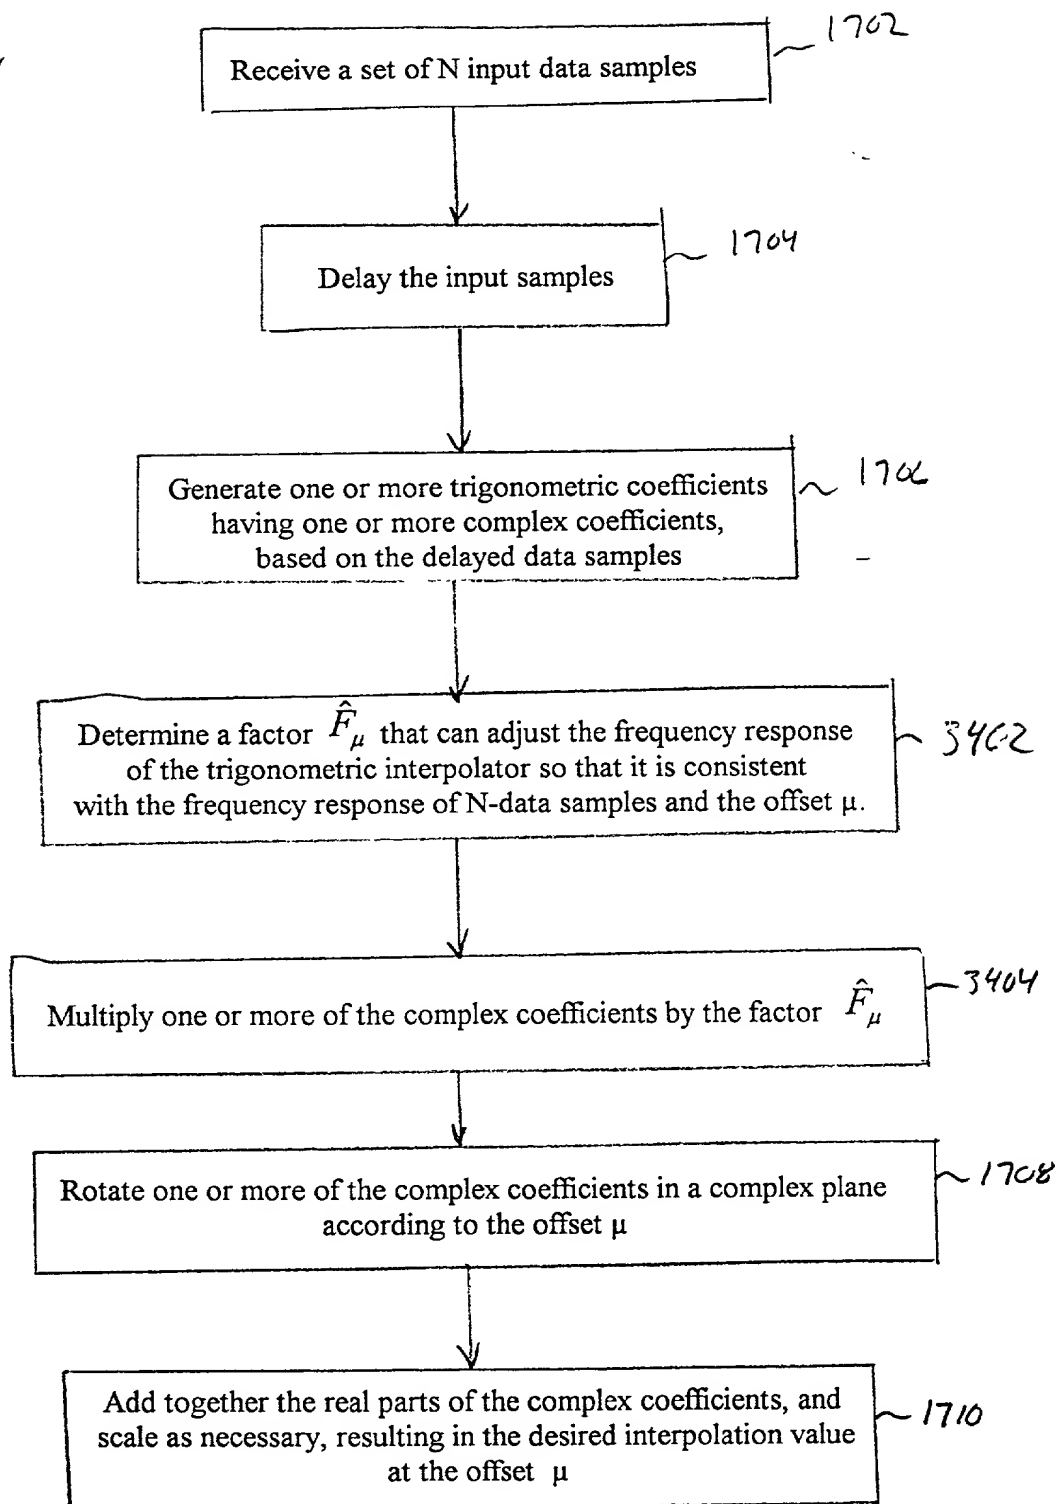 1702
Receive a set of N input data samples
1704
Delay the input samples
1706
Generate one or more trigonometric coefficients
having one or more complex coefficients,
based on the delayed data samples
3402
Determine a factor F̂μ that can adjust the frequency response
of the trigonometric interpolator so that it is consistent
with the frequency response of N-data samples and the offset μ.
3404
Multiply one or more of the complex coefficients by the factor F̂μ
1708
Rotate one or more of the complex coefficients in a complex plane
according to the offset μ
1710
Add together the real parts of the complex coefficients, and
scale as necessary, resulting in the desired interpolation value
at the offset μ